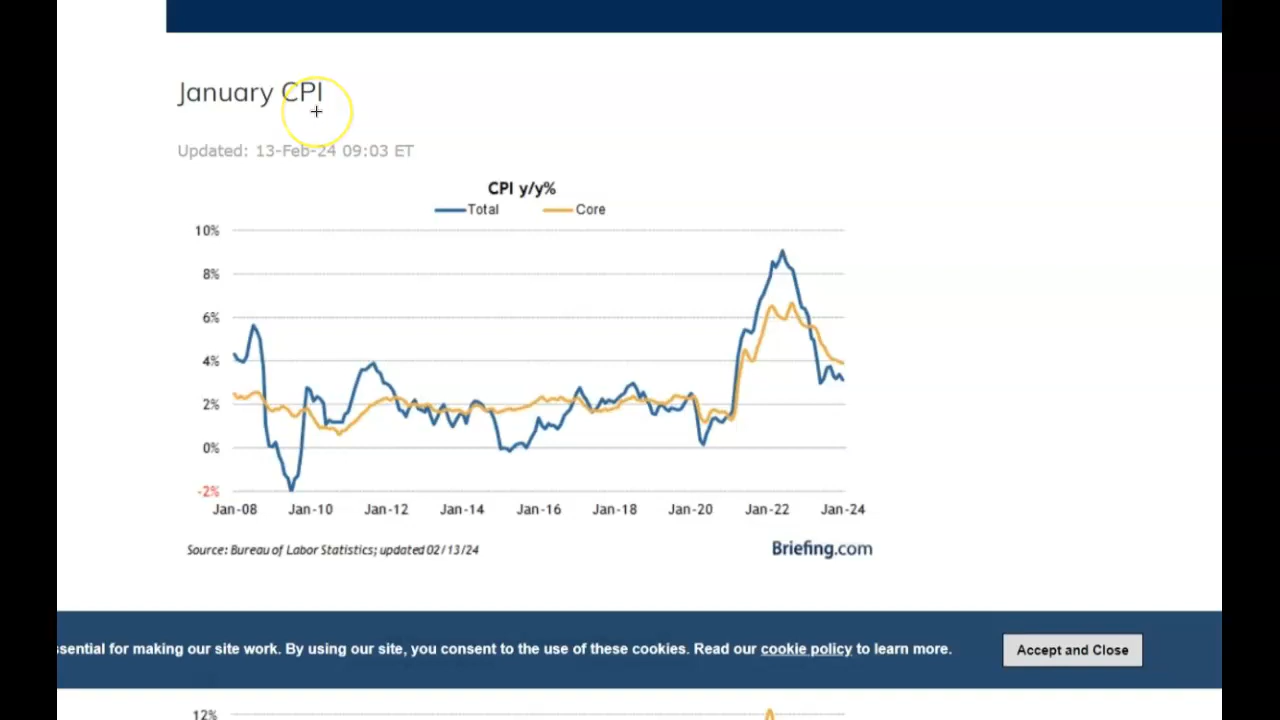 January CPI
Updated: 13-Feb-24 09:03 ET
CPI y/y%
Total Core
10%
8%
6%
4%
2%
0%
-2%
Jan-08 Jan-10 Jan-12 Jan-14 Jan-16 Jan-18 Jan-20 Jan-22 Jan-24
Source: Bureau of Labor Statistics; updated 02/13/24
Briefing.com
for making our site work. By using our site, you consent to the use of these cookies. Read our cookie policy to learn more.
Accept and Close
12%